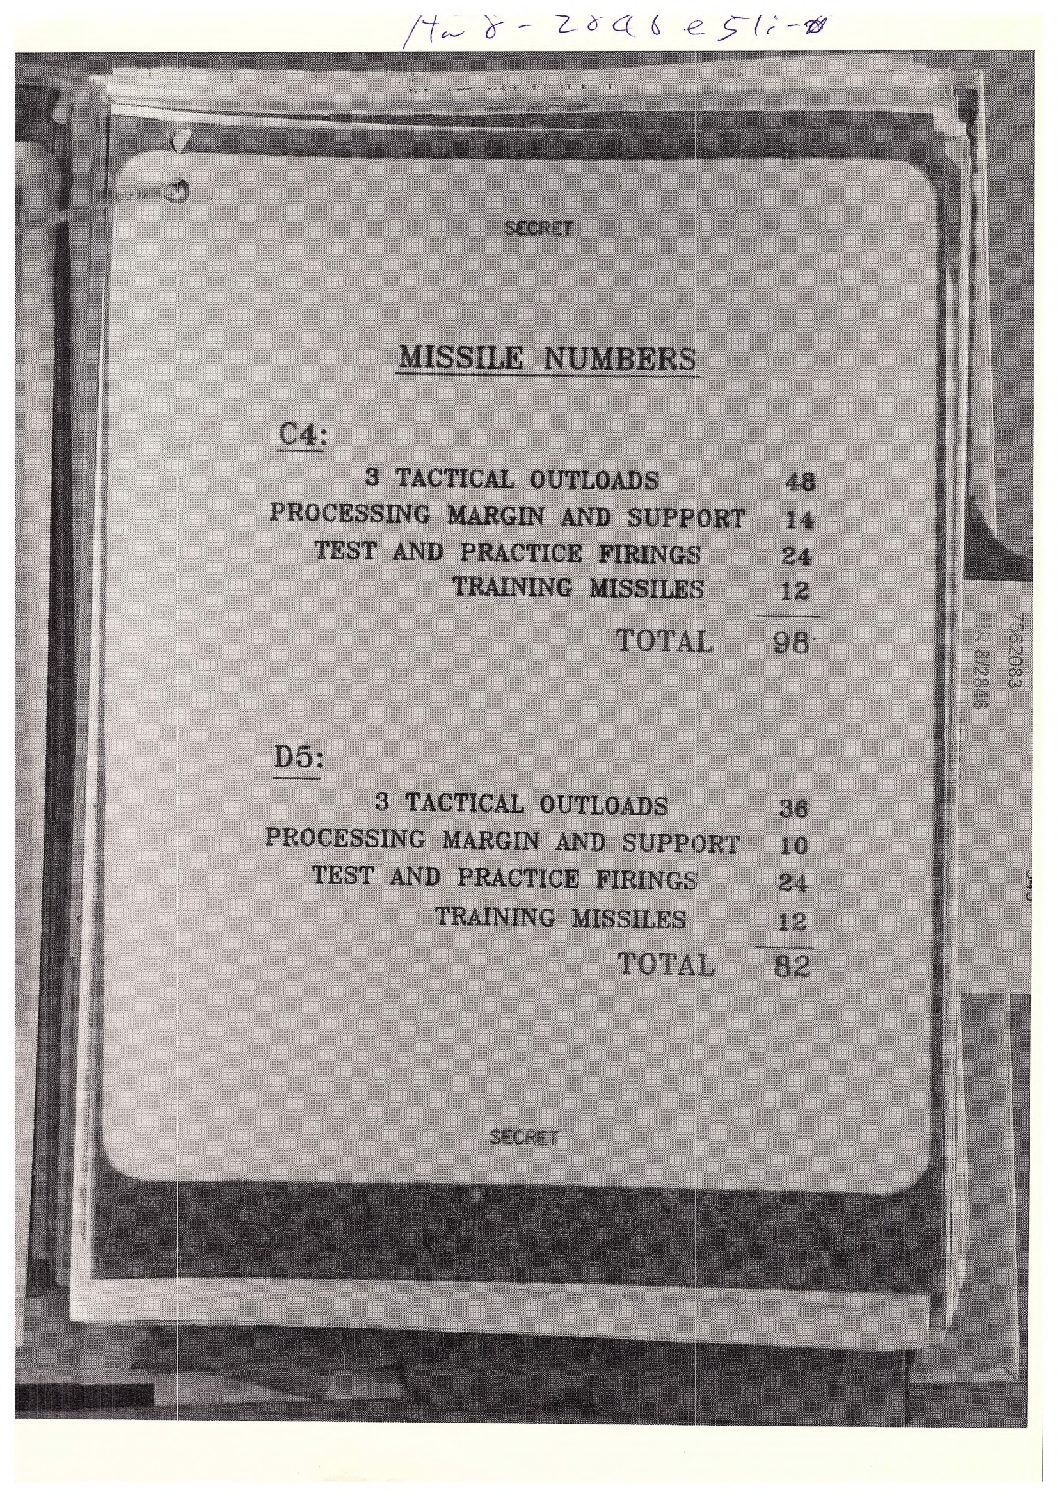 SECRET
MISSILE NUMBERS
C4:
3 TACTICAL OUTLOADS 48
PROCESSING MARGIN AND SUPPORT 14
TEST AND PRACTICE FIRINGS 24
TRAINING MISSILES 12
TOTAL 98
D5:
3 TACTICAL OUTLOADS 36
PROCESSING MARGIN AND SUPPORT 10
TEST AND PRACTICE FIRINGS 24
TRAINING MISSILES 12
TOTAL 82
SECRET